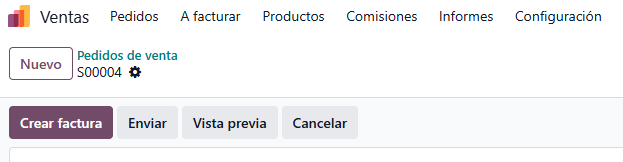 Ventas Pedidos A facturar Productos Comisiones Informes Configuración
Nuevo
Pedidos de venta
S00004
Crear factura Enviar Vista previa Cancelar